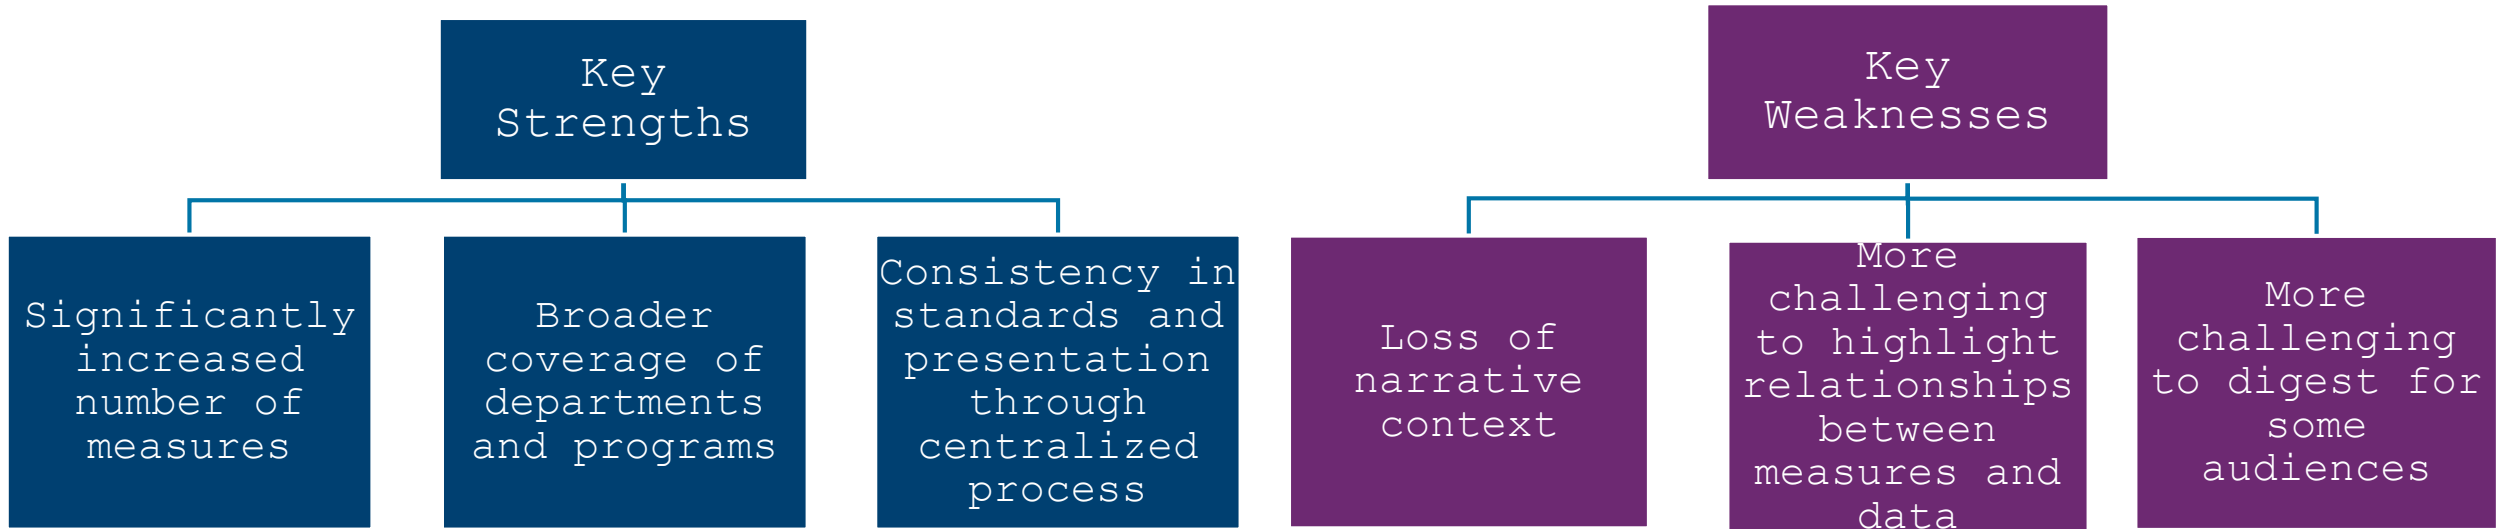 Key
Strengths
Significantly
increased
number of
measures
Broader
coverage of
departments
and programs
Consistency in
standards and
presentation
through
centralized
process
Key
Weaknesses
Loss of
narrative
context
More
challenging
to highlight
relationships
between
measures and
data
More
challenging
to digest for
some
audiences